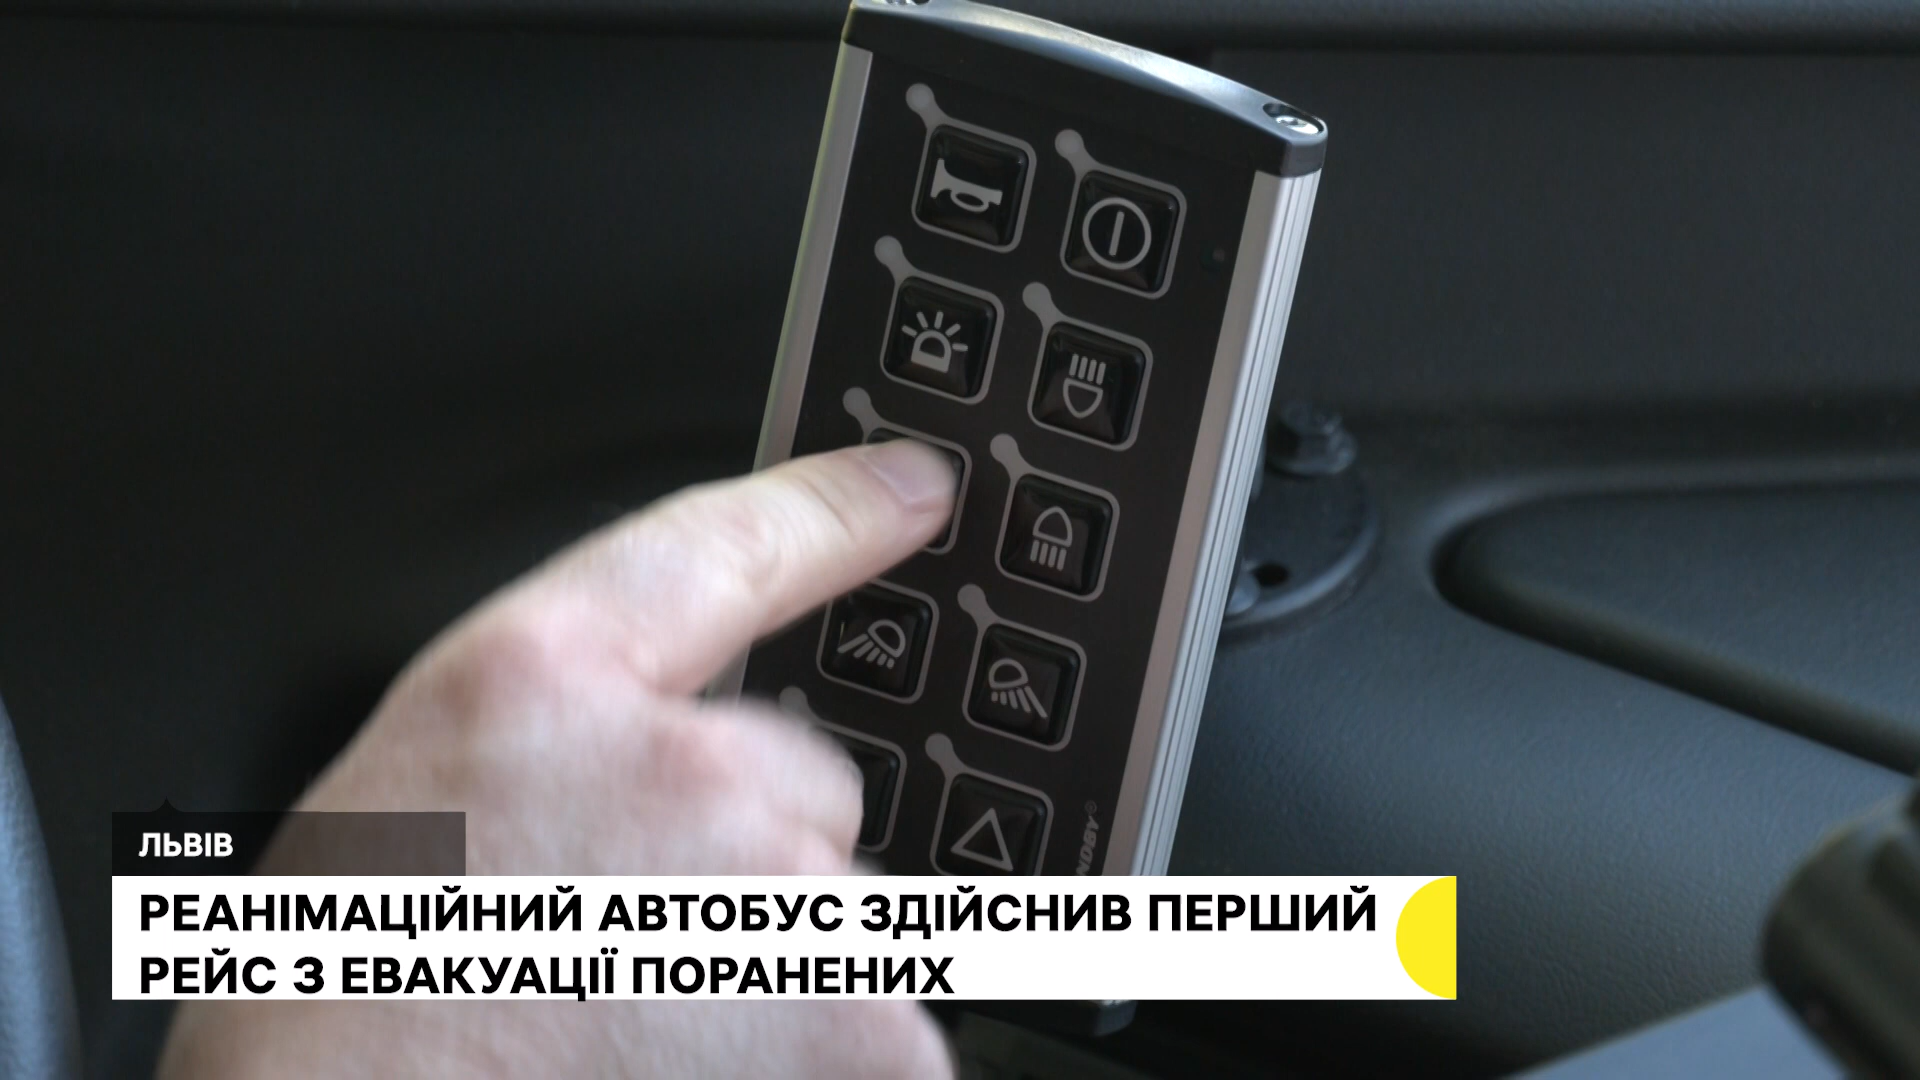 ЛЬВІВ
РЕАНІМАЦІЙНИЙ АВТОБУС ЗДІЙСНИВ ПЕРШИЙ
РЕЙС З ЕВАКУАЦІЇ ПОРАНЕНИХ